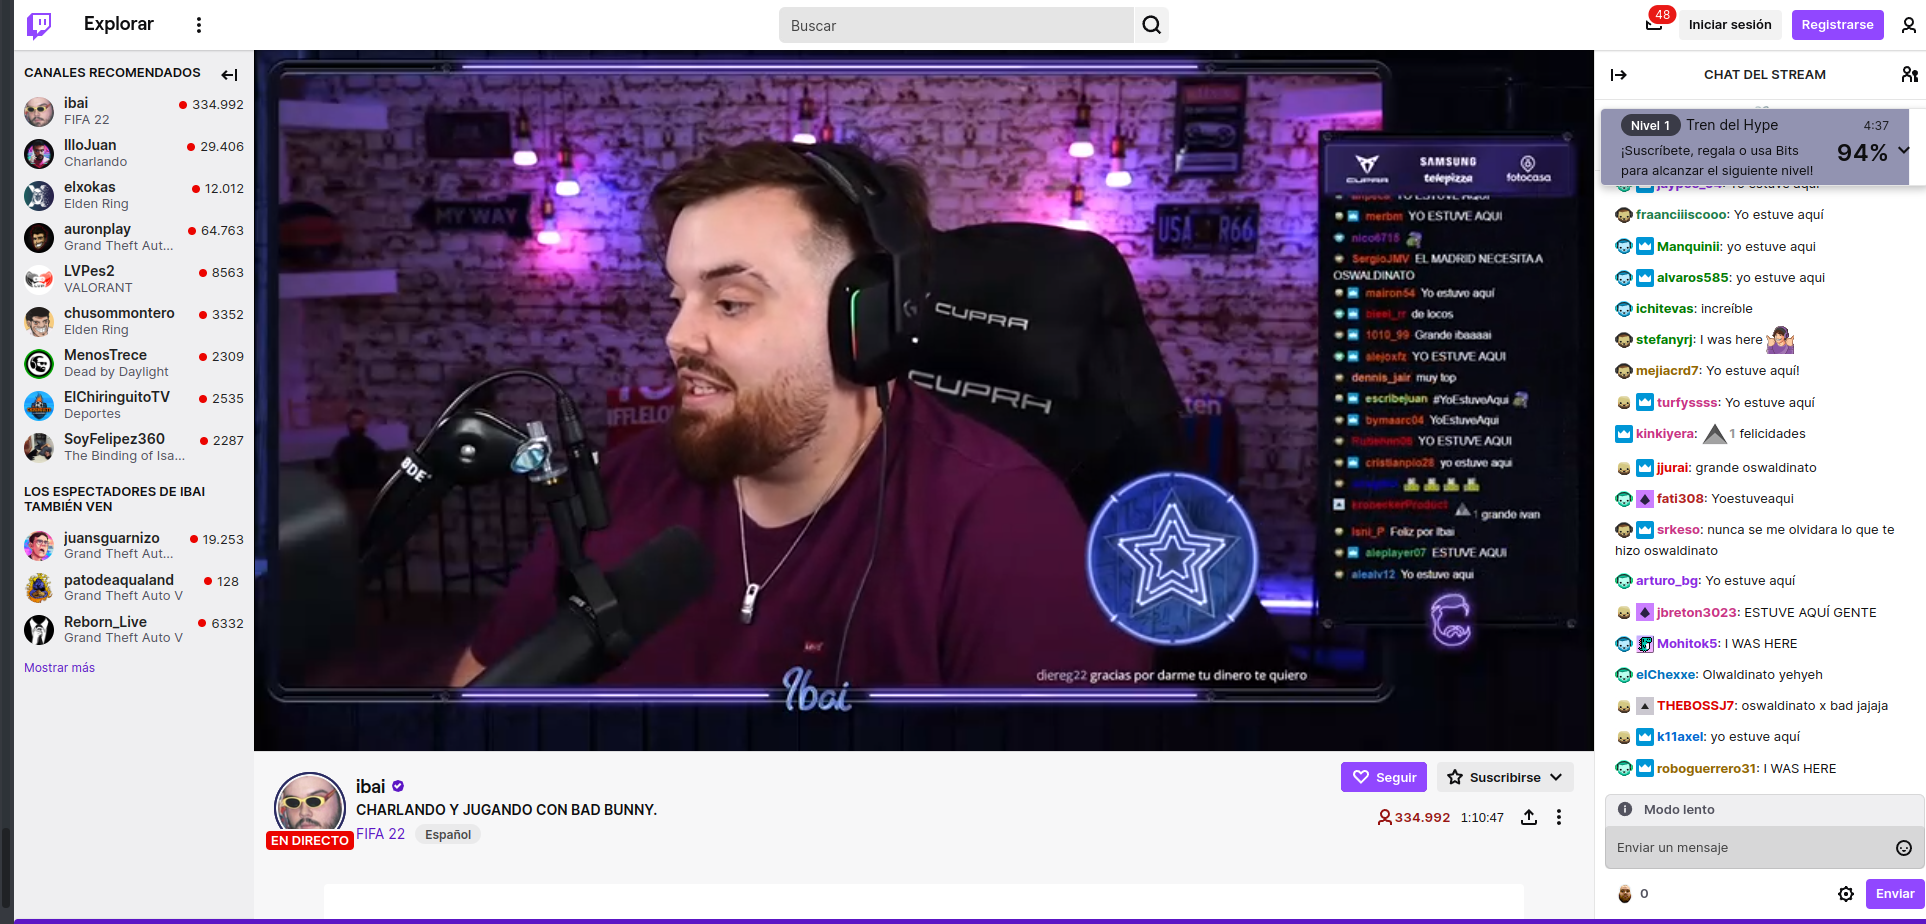 Explorar
Buscar
48
Iniciar sesión
Registrarse
CANALES RECOMENDADOS
ibai
334.992
FIFA 22
IlloJuan
29.406
Charlando
elxokas
12.012
Elden Ring
auronplay
64.763
Grand Theft Aut...
LVPes2
8563
VALORANT
chusommontero
3352
Elden Ring
MenosTrece
2309
Dead by Daylight
ElChiringuitoTV
2535
Deportes
SoyFelipez360
2287
The Binding of Isa...
LOS ESPECTADORES DE IBAI
TAMBIÉN VEN
juansguarnizo
19.253
Grand Theft Aut...
patodeaqualand
128
Grand Theft Auto V
Reborn_Live
6332
Grand Theft Auto V
Mostrar más
MY WAY
USA R66
CUPRA
CUPRA
CUPRA
SAMSUNG
telepizza
fotocasa
YO ESTUVE AQUI
merbm YO ESTUVE AQUI
nico6715
SergioJMV EL MADRID NECESITA A
OSWALDINATO
mairon54 Yo estuvo aquí
de locos
1010_99 Grande ibaaaai
alejoxfz YO ESTUVE AQUI
dennis_jair muy top
escribejuan #YoEstuveAqui
bymaarc04 YoEstuveAqui
YO ESTUVE AQUI
cristianpio28 yo estuve aqui
kroneckerProduct 1 grande ivan
Isni_P Feliz por Ibai
aleplayer07 ESTUVE AQUI
alealv12 Yo estuve aqui
Ibai
diereg22 gracias por darme tu dinero te quiero
ibai
CHARLANDO Y JUGANDO CON BAD BUNNY.
FIFA 22
Español
EN DIRECTO
Seguir
Suscribirse
334.992
1:10:47
CHAT DEL STREAM
Nivel 1
Tren del Hype
4:37
¡Suscríbete, regala o usa Bits
para alcanzar el siguiente nivel!
94%
fraanciiiscooo: Yo estuve aquí
Manquinii: yo estuve aqui
alvaros585: yo estuve aqui
ichitevas: increíble
stefanyrj: I was here
mejiacrd7: Yo estuve aquí!
turfyssss: Yo estuve aquí
kinkiyera: 1 felicidades
jjurai: grande oswaldinato
fati308: Yoestuveaqui
srkeso: nunca se me olvidara lo que te
hizo oswaldinato
arturo_bg: Yo estuve aquí
jbreton3023: ESTUVE AQUÍ GENTE
Mohitok5: I WAS HERE
elChexxe: Olwaldinato yehyeh
THEBOSSJ7: oswaldinato x bad jajaja
k11axel: yo estuve aquí
roboguerrero31: I WAS HERE
Modo lento
Enviar un mensaje
0
Enviar